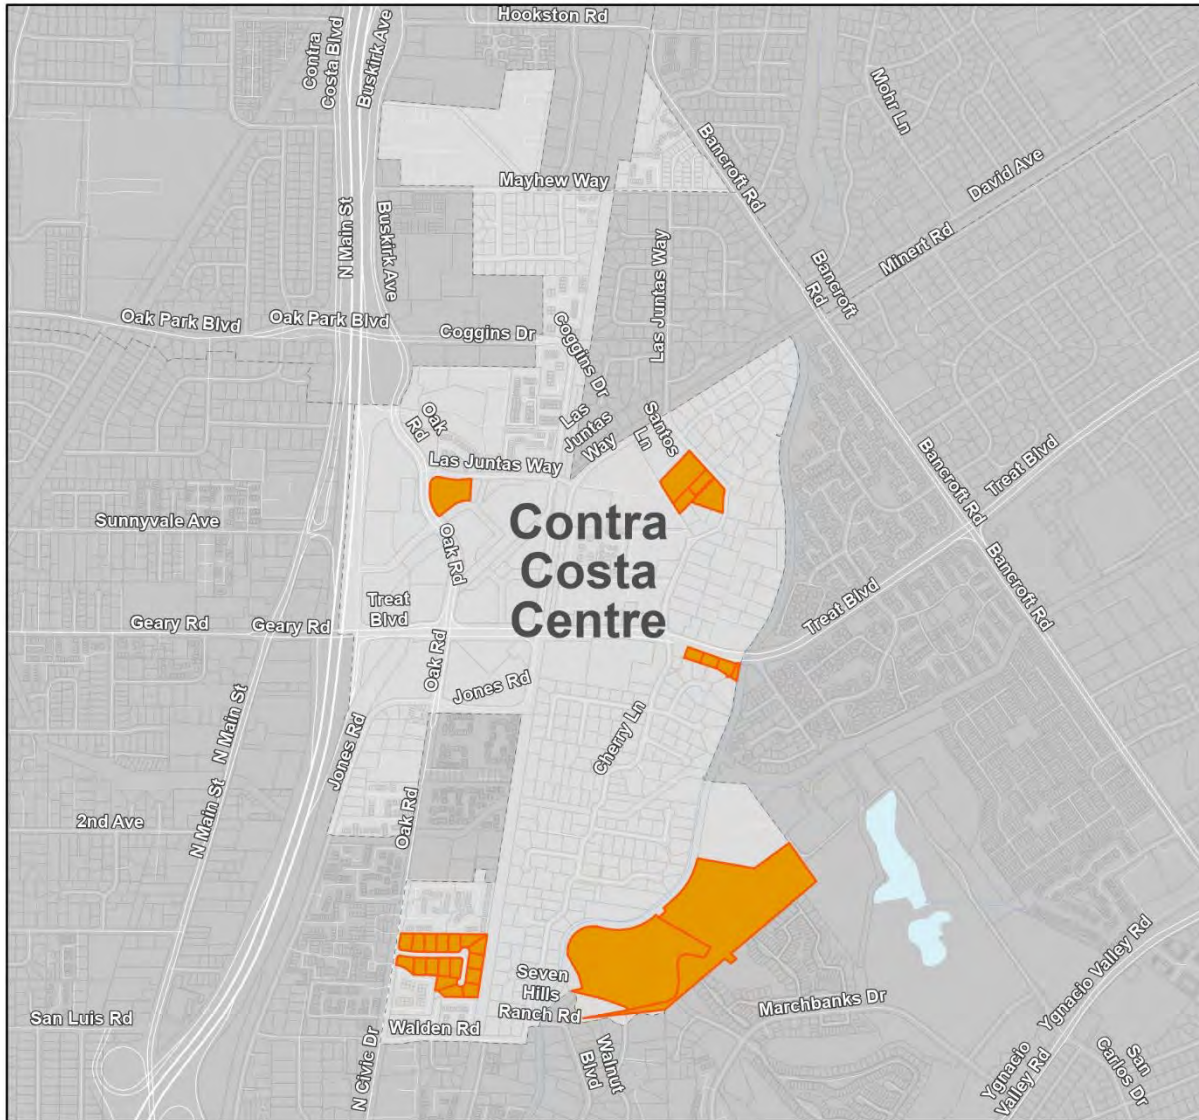 Hookston Rd
Contra
Costa Blvd
Buskirk Ave
Mohr Ln
Bancroft Rd
David Ave
Mayhew Way
N Main St
Buskirk Ave
Las Juntas Way
Minert Rd
Bancroft
Rd
Oak Park Blvd
Oak Park Blvd
Coggins Dr
Coggins Dr
Oak
Rd
Las
Juntas
Way
Santos
Ln
Las Juntas Way
Bancroft Rd
Treat Blvd
Sunnyvale Ave
Oak Rd
Contra
Costa
Centre
Bancroft Rd
Treat
Blvd
Treat Blvd
Geary Rd
Geary Rd
Oak Rd
Jones Rd
N Main St
Jones Rd
Cherry Ln
2nd Ave
N Main St
Oak Rd
Seven
Hills
Ranch Rd
Marchbanks Dr
Ygnacio Valley Rd
San Luis Rd
Walden Rd
N Civic Dr
Walnut
Blvd
Ygnacio
Valley Rd
San
Carlos Dr